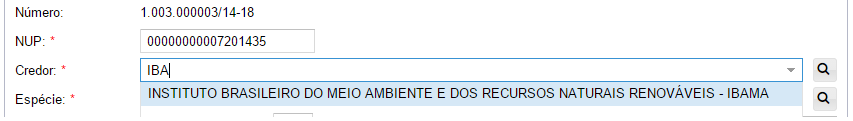 Número: 1.003.000003/14-18
NUP: * 00000000007201435
Credor: * IBA
Espécie: * INSTITUTO BRASILEIRO DO MEIO AMBIENTE E DOS RECURSOS NATURAIS RENOVÁVEIS - IBAMA